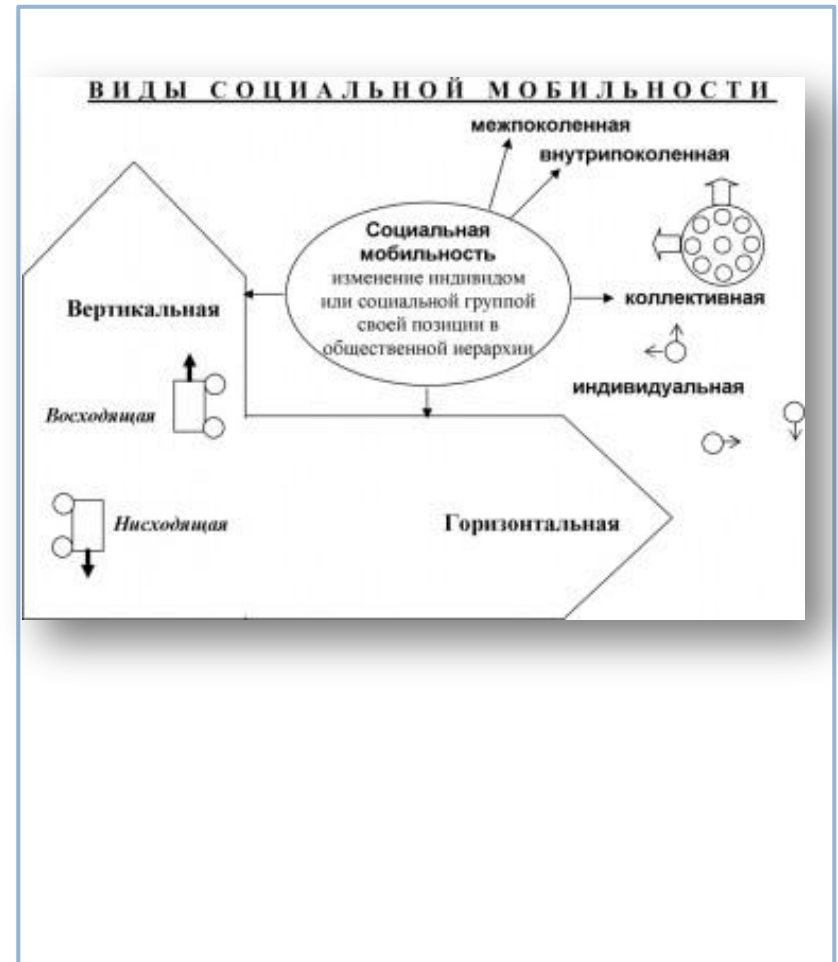 ВИДЫ СОЦИАЛЬНОЙ МОБИЛЬНОСТИ
межпоколенная
внутрипоколенная
Социальная
мобильность
изменение индивидом
или социальной группой
своей позиции в
общественной иерархии
Вертикальная
коллективная
индивидуальная
Восходящая
Нисходящая
Горизонтальная